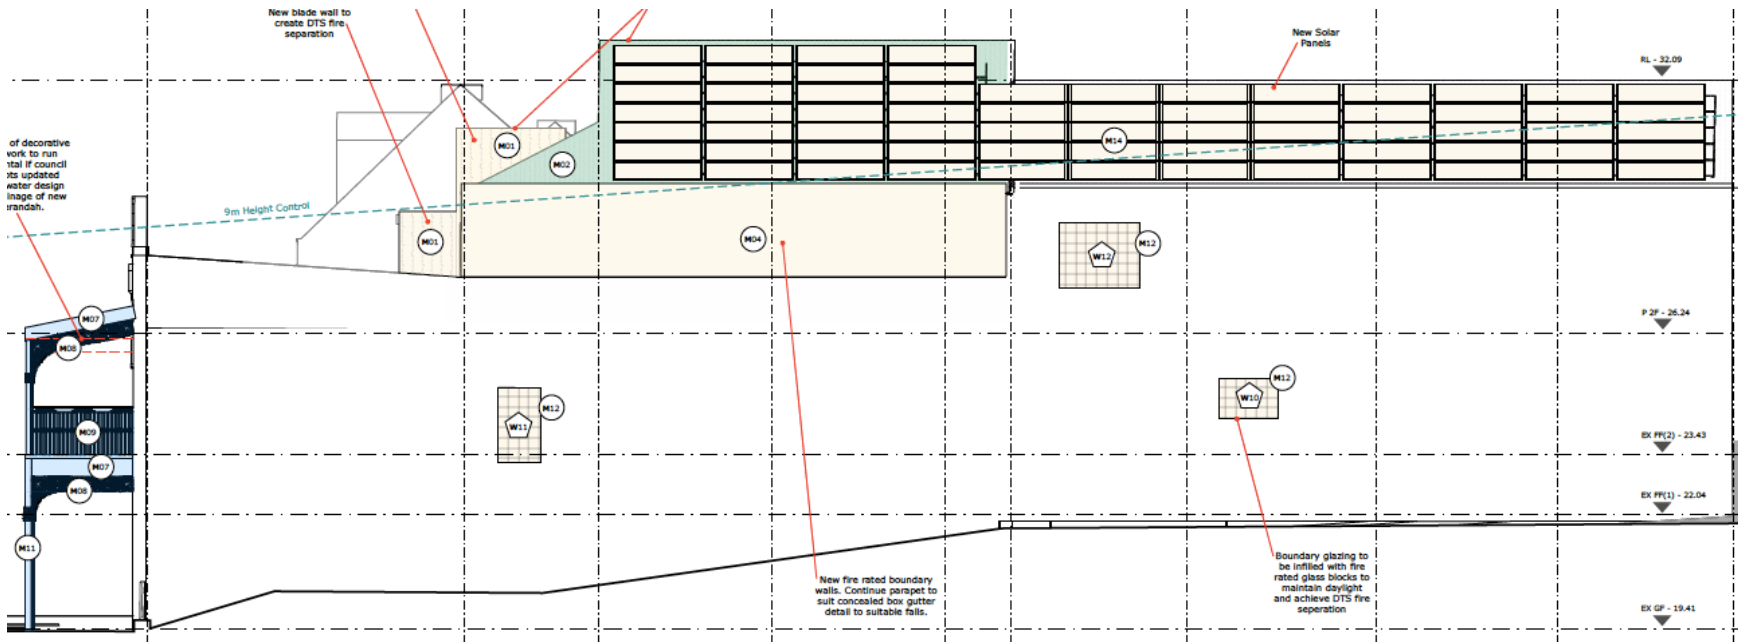 New blade wall to
create DTS fire
separation
New Solar
Panels
RL - 32.09
M01
M02
M14
of decorative
work to run
ntal if council
pts updated
water design
inage of new
erandah.
9m Height Control
M01
M04
M12
W12
M07
P 2F - 26.24
M08
M12
W10
M12
W11
M09
EX FF(2) - 23.43
M07
M08
EX FF(1) - 22.04
M11
New fire rated boundary
walls. Continue parapet to
suit concealed box gutter
detail to suitable falls.
Boundary glazing to
be infilled with fire
rated glass blocks to
maintain daylight
and achieve DTS fire
seperation
EX GF - 19.41